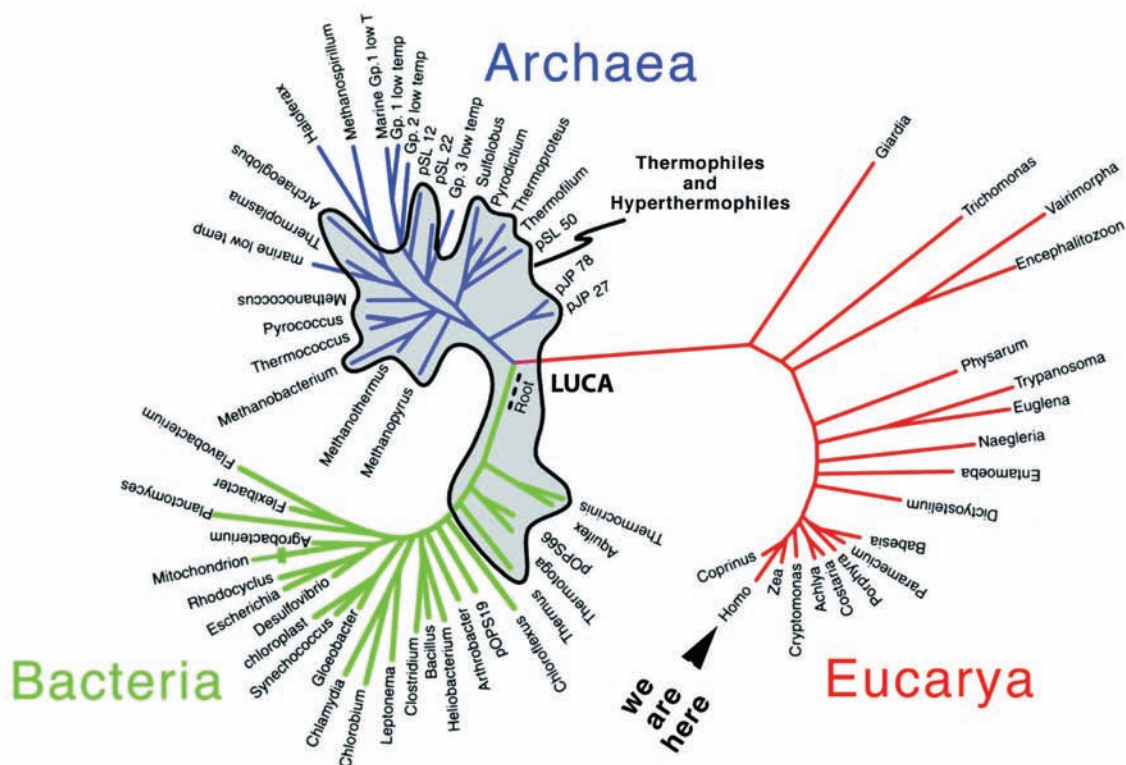 Archaea
Haloferax
Methanospirillum
Marine Gp.1 low T
Gp. 1 low temp
Gp. 2 low temp
pSL 12
pSL 22
Gp. 3 low temp
Sulfolobus
Pyrodictium
Thermoproteus
Thermofilum
pSL 50
pJP 78
pJP 27
Archaeoglobus
Thermoplasma
marine low temp
Methanococcus
Pyrococcus
Thermococcus
Methanobacterium
Methanothermus
Methanopyrus
Thermophiles
and
Hyperthermophiles
LUCA
Root
Giardia
Trichomonas
Vairimorpha
Encephalitozoon
Physarum
Trypanosoma
Euglena
Naegleria
Entamoeba
Dictyostelium
Babesia
Paramecium
Porphyra
Costaria
Achlya
Cryptomonas
Zea
Homo
Coprinus
we
are
here
Eucarya
Flavobacterium
Flexibacter
Planctomyces
Agrobacterium
Mitochondrion
Rhodocyclus
Escherichia
Desulfovibrio
chloroplast
Synechococcus
Gloeobacter
Chlamydia
Chlorobium
Leptonema
Clostridium
Bacillus
Heliobacterium
Arthrobacter
pOPS19
Chloroflexus
Thermus
Thermotoga
pOPS66
Aquifex
Thermocrinis
Bacteria